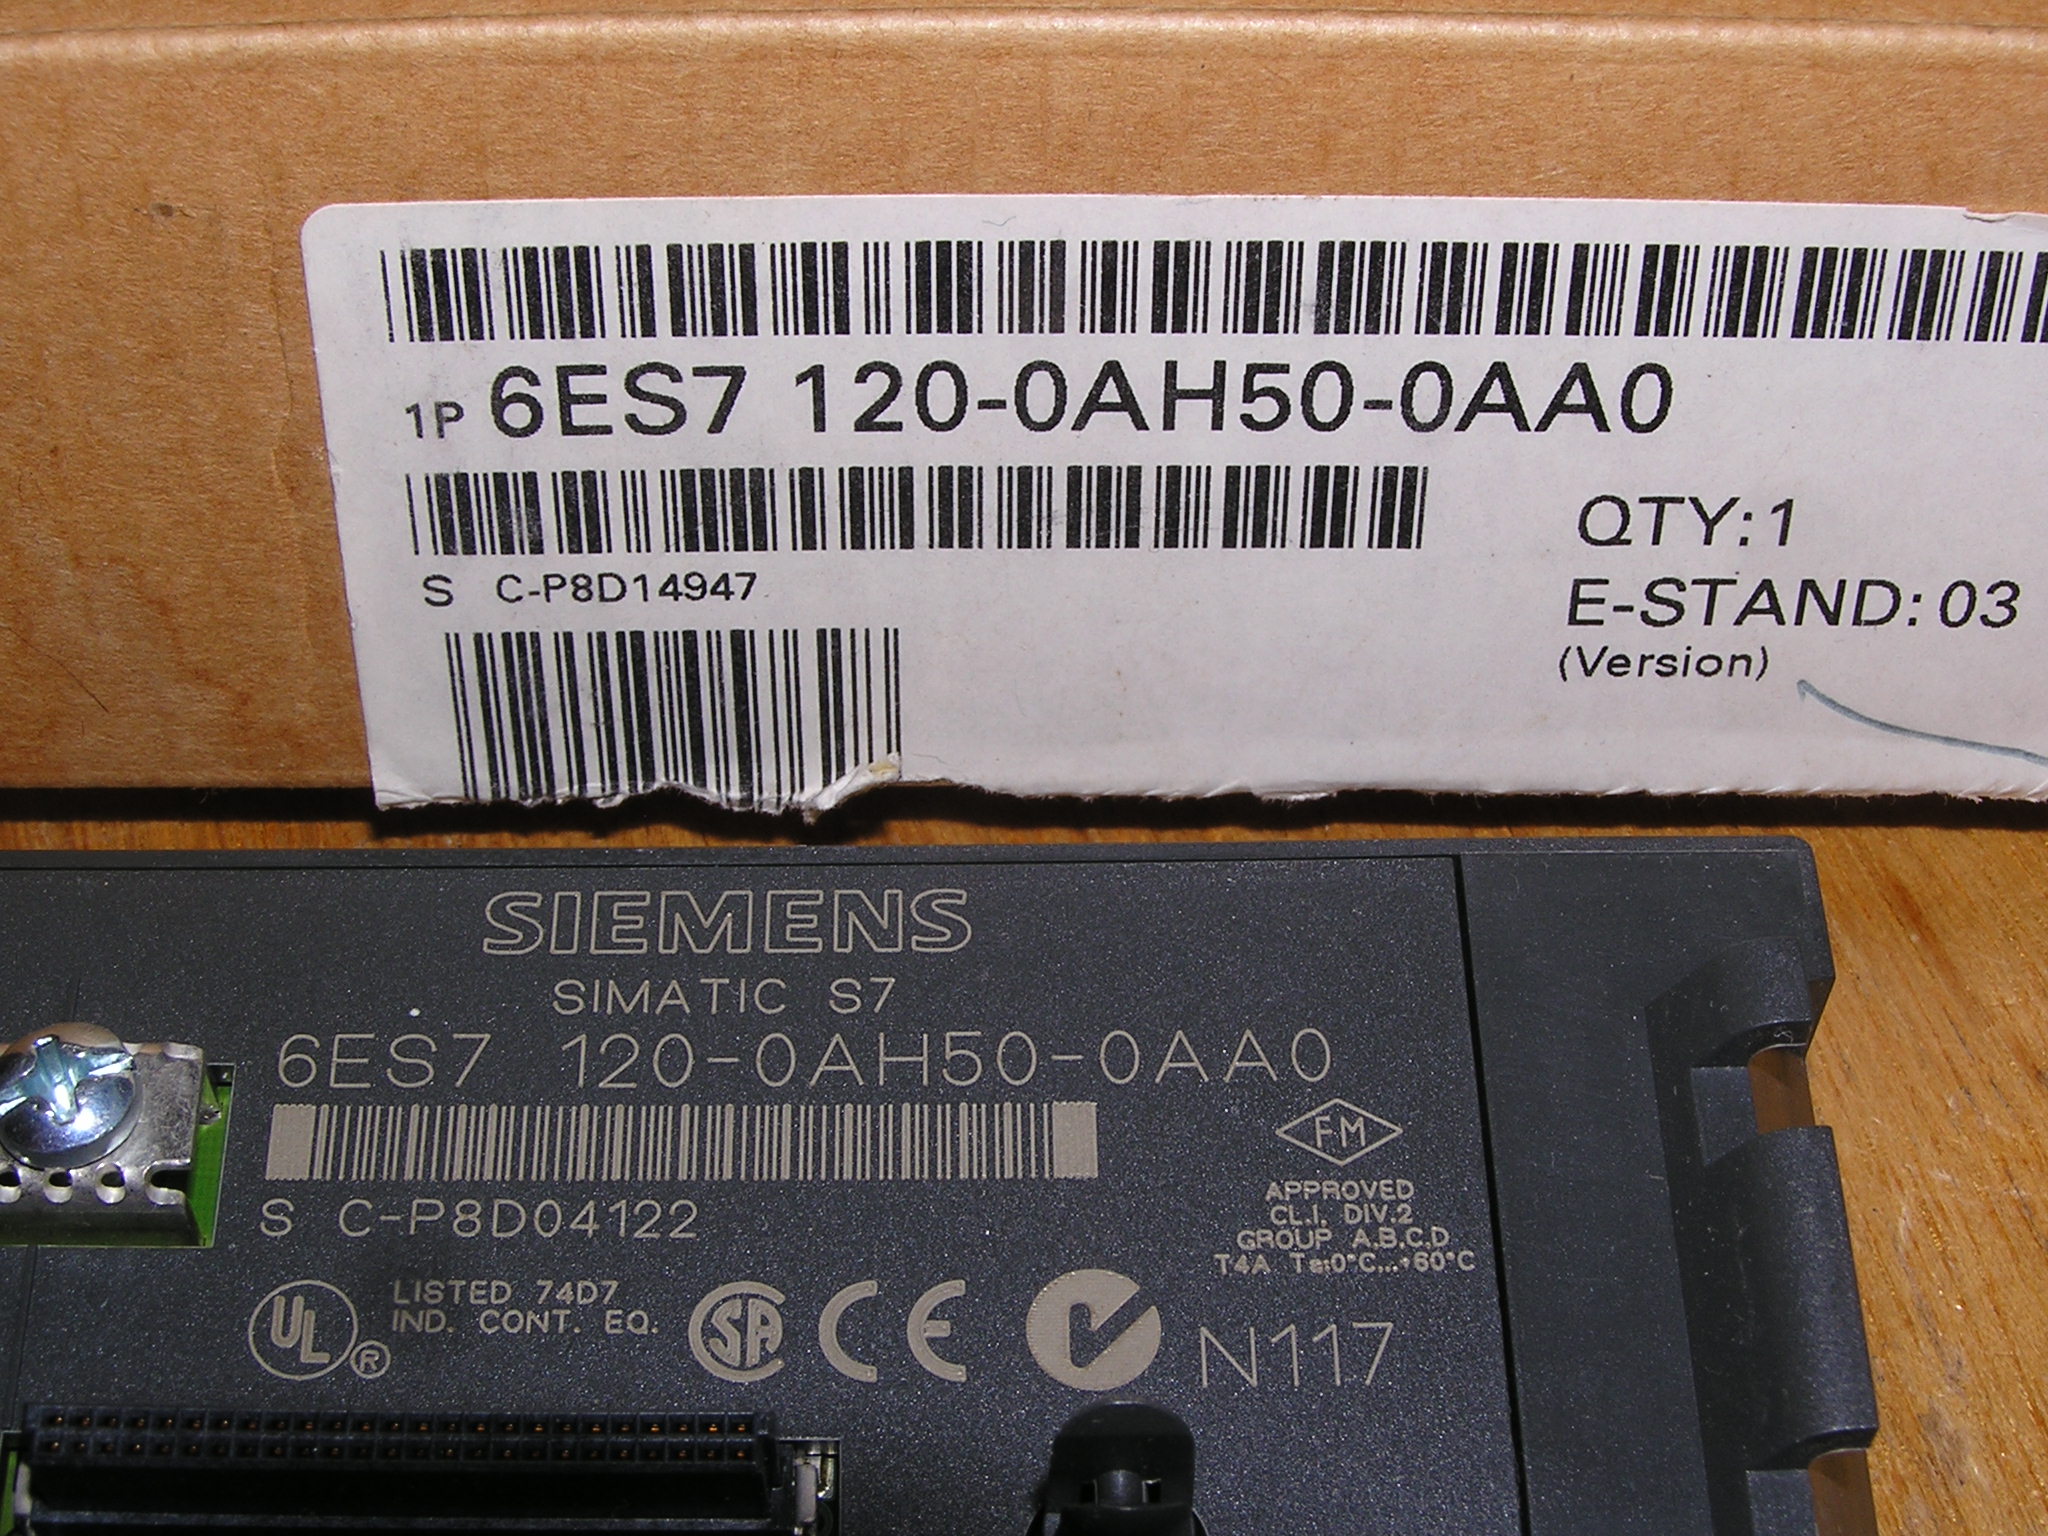 1P 6ES7 120-0AH50-0AA0
S C-P8D14947
QTY:1
E-STAND:03
(Version)
SIEMENS
SIMATIC S7
6ES7 120-0AH50-0AA0
S C-P8D04122
FM
APPROVED
CL.I. DIV.2
GROUP A.B.C.D
T4A Ta:0°C...+60°C
UL ®
LISTED 74D7
IND. CONT. EQ.
SA
CE
N117